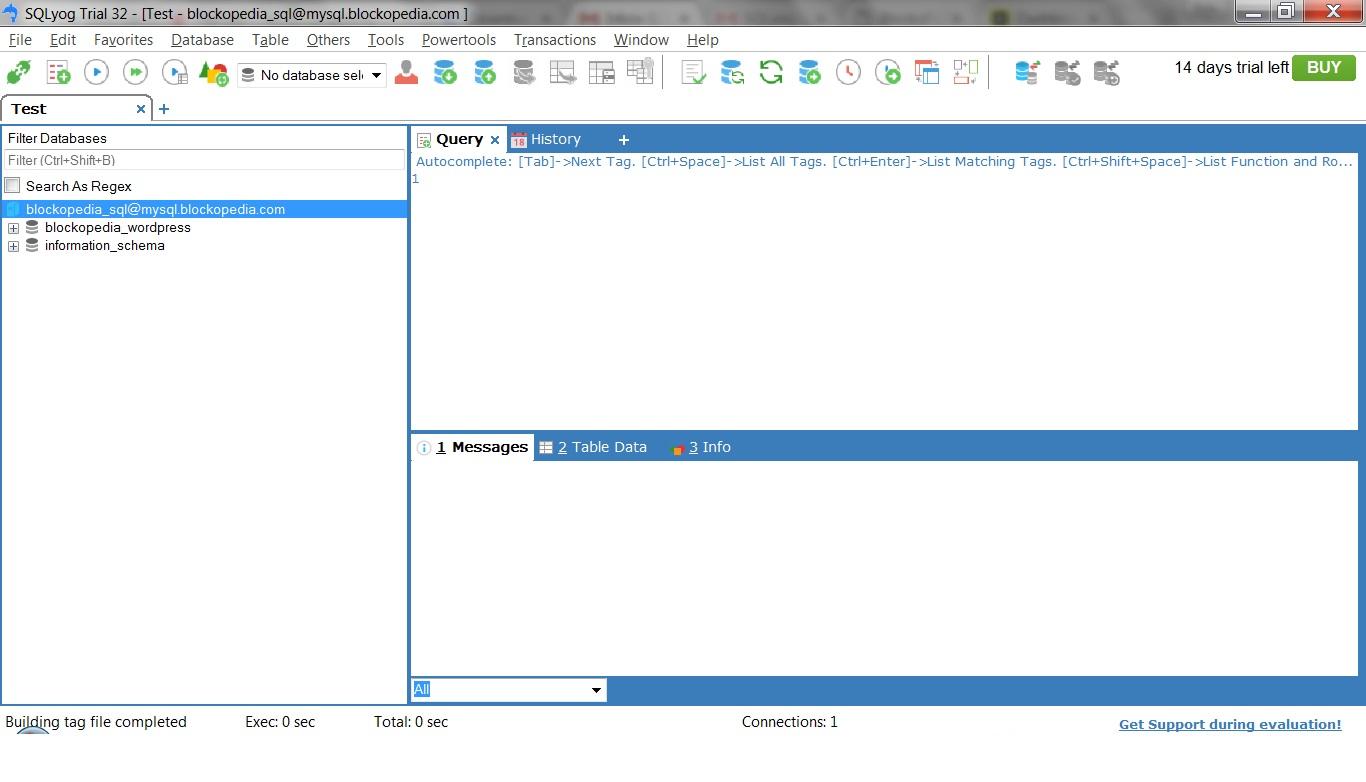 SQLyog Trial 32 - [Test - blockopedia_sql@mysql.blockopedia.com ]
File Edit Favorites Database Table Others Tools Powertools Transactions Window Help
No database sel
14 days trial left BUY
Test
Filter Databases
Filter (Ctrl+Shift+B)
Search As Regex
blockopedia_sql@mysql.blockopedia.com
blockopedia_wordpress
information_schema
Query 18 History
Autocomplete: [Tab]->Next Tag. [Ctrl+Space]->List All Tags. [Ctrl+Enter]->List Matching Tags. [Ctrl+Shift+Space]->List Function and Ro...
1
1 Messages 2 Table Data 3 Info
All
Building tag file completed Exec: 0 sec Total: 0 sec Connections: 1 Get Support during evaluation!